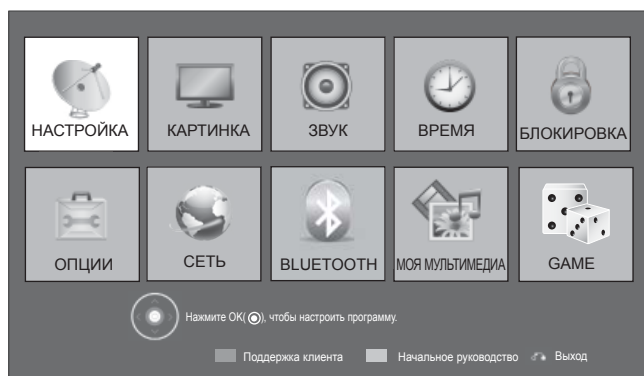 НАСТРОЙКА КАРТИНКА ЗВУК ВРЕМЯ БЛОКИРОВКА
ОПЦИИ СЕТЬ BLUETOOTH МОЯ МУЛЬТИМЕДИА GAME
Нажмите OK(◉), чтобы настроить программу.
Поддержка клиента Начальное руководство Выход